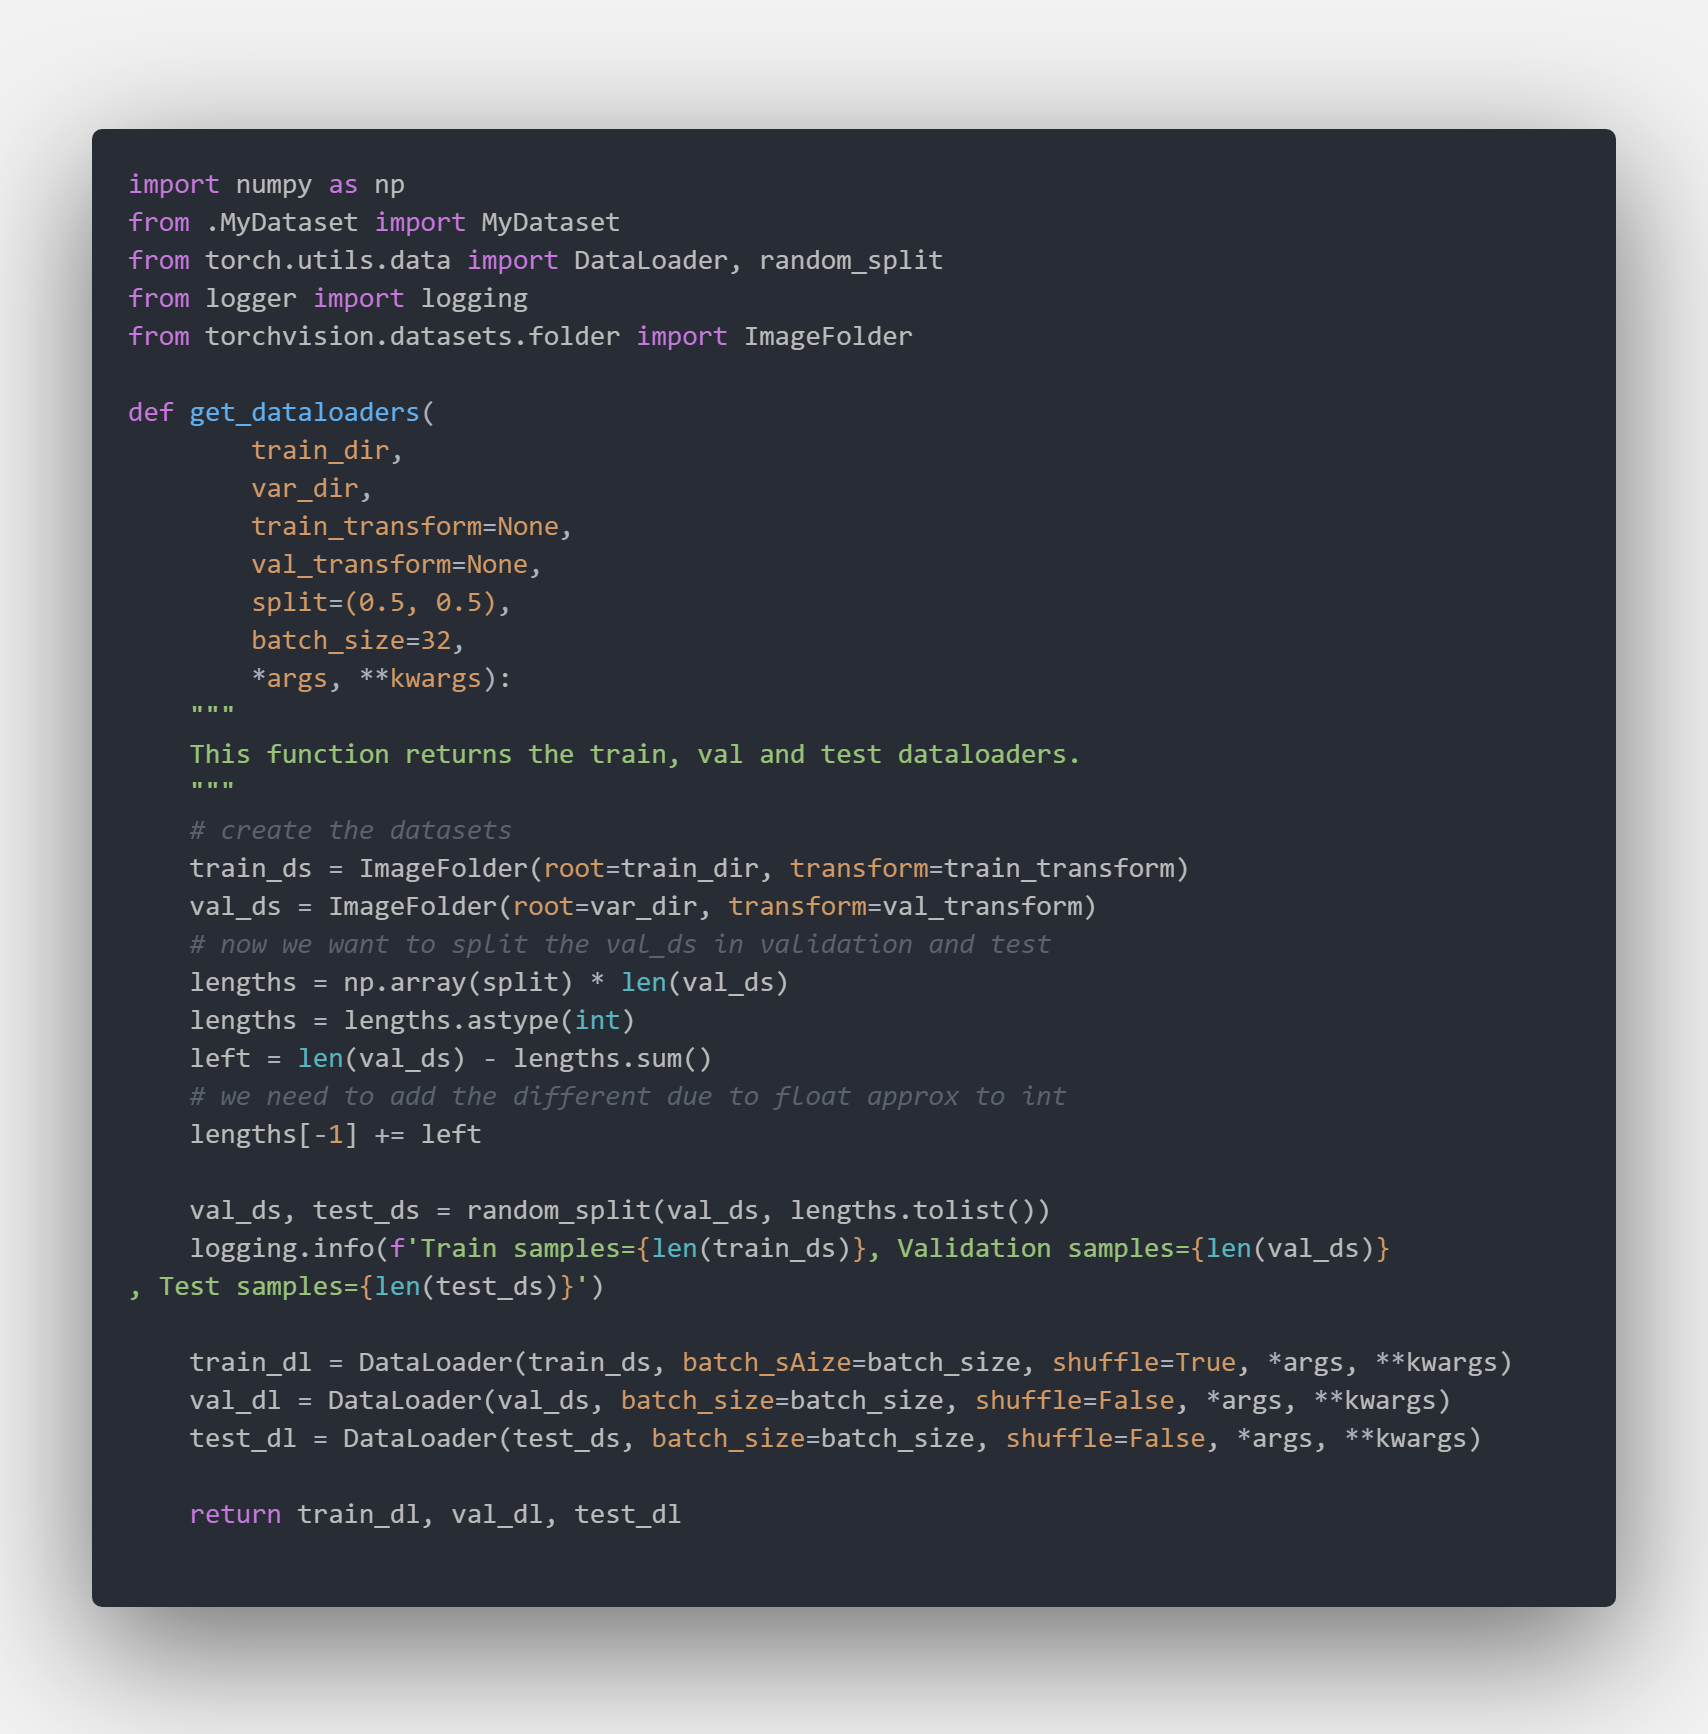 import numpy as np
from .MyDataset import MyDataset
from torch.utils.data import DataLoader, random_split
from logger import logging
from torchvision.datasets.folder import ImageFolder

def get_dataloaders(
        train_dir,
        var_dir,
        train_transform=None,
        val_transform=None,
        split=(0.5, 0.5),
        batch_size=32,
        *args, **kwargs):
    """
    This function returns the train, val and test dataloaders.
    """
    # create the datasets
    train_ds = ImageFolder(root=train_dir, transform=train_transform)
    val_ds = ImageFolder(root=var_dir, transform=val_transform)
    # now we want to split the val_ds in validation and test
    lengths = np.array(split) * len(val_ds)
    lengths = lengths.astype(int)
    left = len(val_ds) - lengths.sum()
    # we need to add the different due to float approx to int
    lengths[-1] += left

    val_ds, test_ds = random_split(val_ds, lengths.tolist())
    logging.info(f'Train samples={len(train_ds)}, Validation samples={len(val_ds)}
, Test samples={len(test_ds)}')

    train_dl = DataLoader(train_ds, batch_sAize=batch_size, shuffle=True, *args, **kwargs)
    val_dl = DataLoader(val_ds, batch_size=batch_size, shuffle=False, *args, **kwargs)
    test_dl = DataLoader(test_ds, batch_size=batch_size, shuffle=False, *args, **kwargs)

    return train_dl, val_dl, test_dl